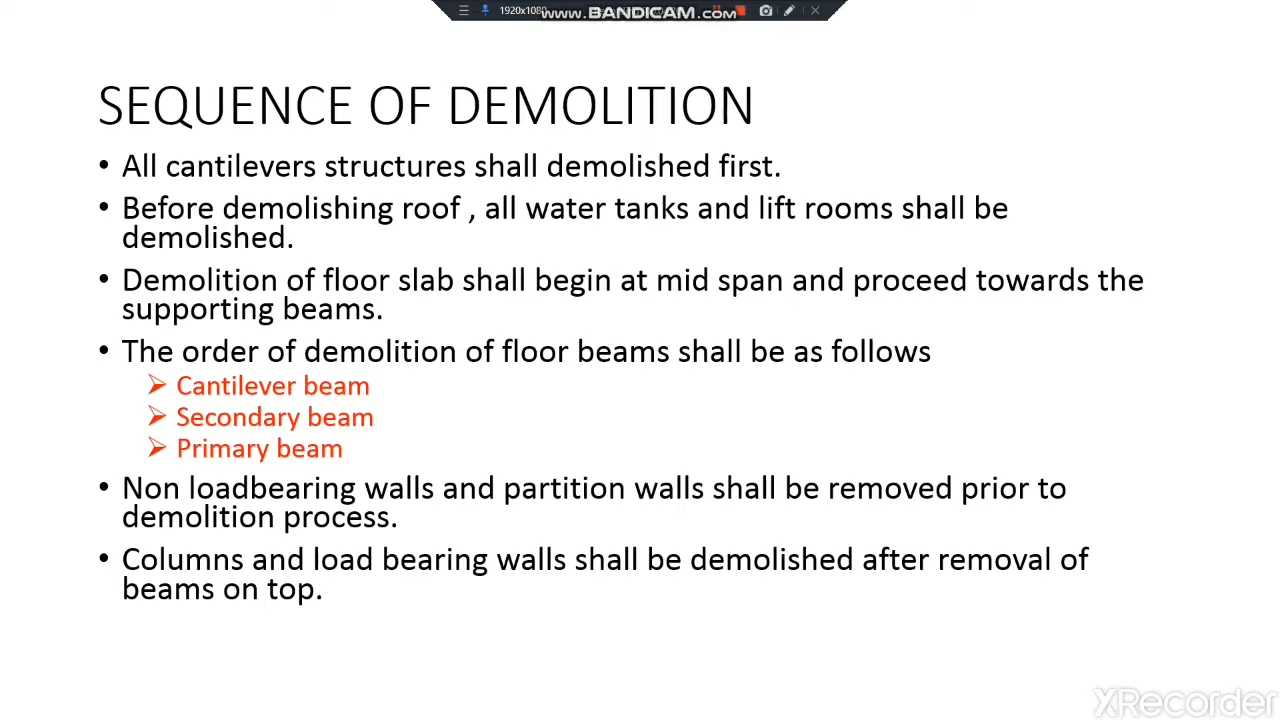 1920x1080
www.BANDICAM.com
SEQUENCE OF DEMOLITION
• All cantilevers structures shall demolished first.
• Before demolishing roof , all water tanks and lift rooms shall be
demolished.
• Demolition of floor slab shall begin at mid span and proceed towards the
supporting beams.
• The order of demolition of floor beams shall be as follows
➢ Cantilever beam
➢ Secondary beam
➢ Primary beam
• Non loadbearing walls and partition walls shall be removed prior to
demolition process.
• Columns and load bearing walls shall be demolished after removal of
beams on top.
XRecorder